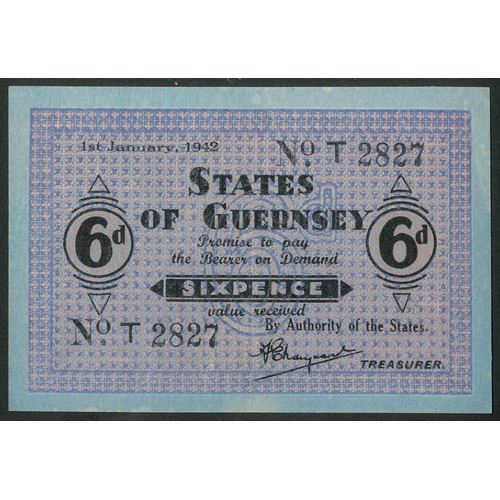 1st January, 1942
No. T 2827
STATES
OF GUERNSEY
6d
6d
Promise to pay
the Bearer on Demand
SIXPENCE
value received
By Authority of the States.
No. T 2827
TREASURER.